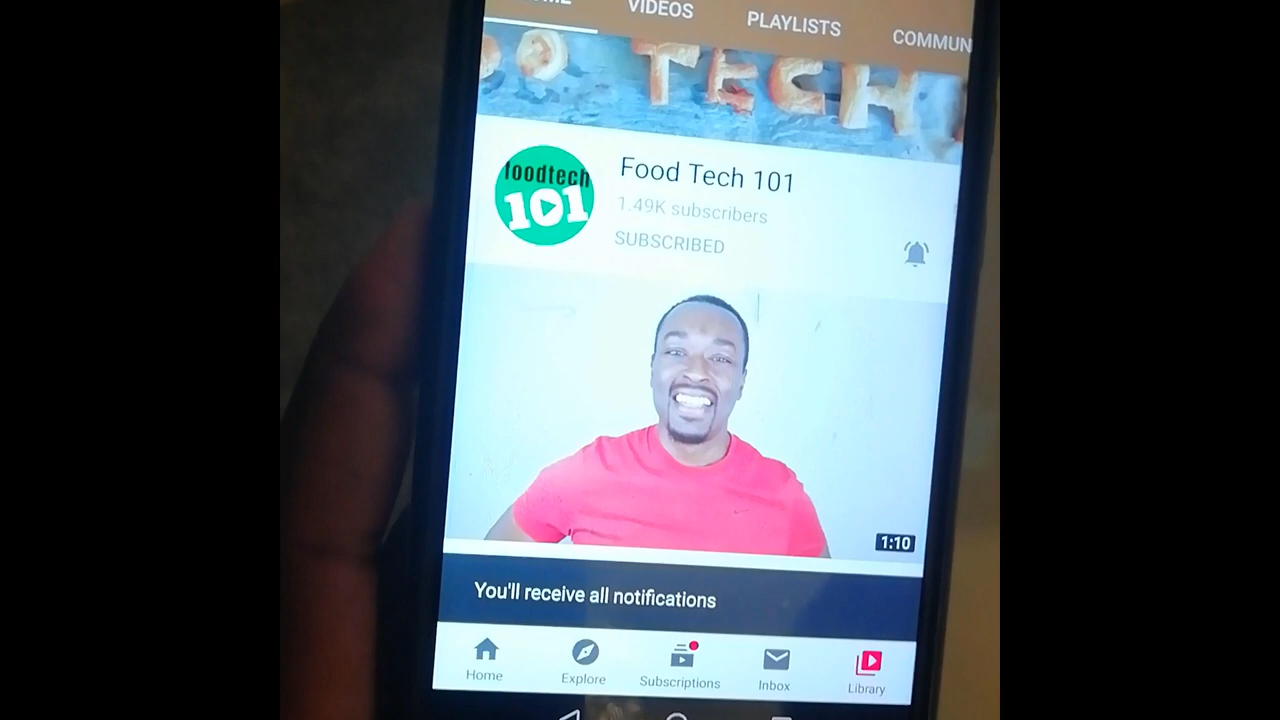 VIDEOS
PLAYLISTS
COMMUN
TECH
foodtech
101
Food Tech 101
1.49K subscribers
SUBSCRIBED
1:10
You'll receive all notifications
Home
Explore
Subscriptions
Inbox
Library